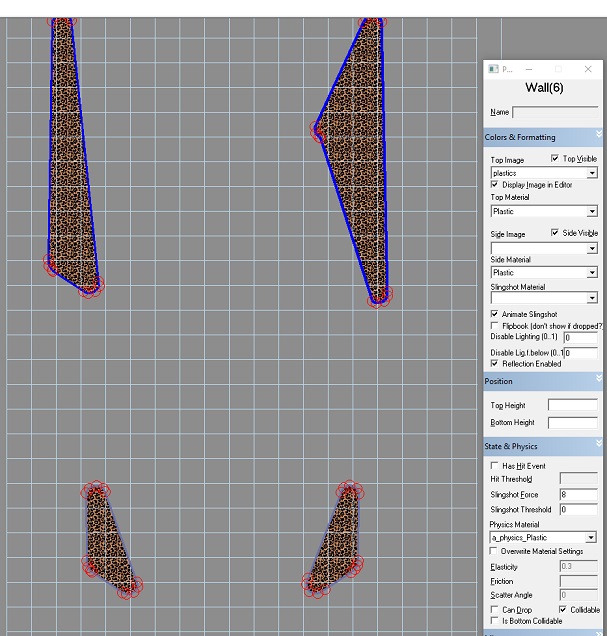 P...
Wall(6)
Name
Colors & Formatting
Top Image
Top Visible
plastics
Display Image in Editor
Top Material
Plastic
Side Image
Side Visible
Side Material
Plastic
Slingshot Material
Animate Slingshot
Flipbook (don't show if dropped?)
Disable Lighting (0..1) 0
Disable Lig.f.below (0..1 0
Reflection Enabled
Position
Top Height
Bottom Height
State & Physics
Has Hit Event
Hit Threshold
Slingshot Force 8
Slingshot Threshold 0
Physics Material
a_physics_Plastic
Overwrite Material Settings
Elasticity 0.3
Friction
Scatter Angle 0
Can Drop
Collidable
Is Bottom Collidable